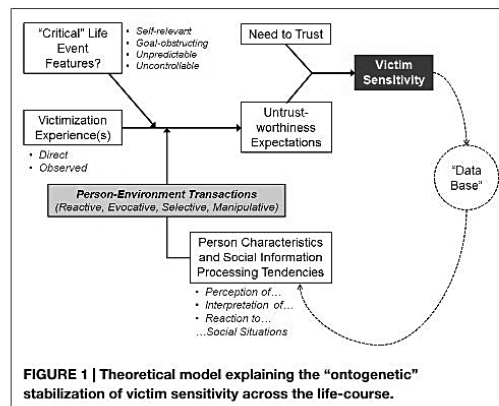 “Critical” Life
Event
Features?
• Self-relevant
• Goal-obstructing
• Unpredictable
• Uncontrollable
Need to Trust
Victim
Sensitivity
Victimization
Experience(s)
• Direct
• Observed
Untrust-
worthiness
Expectations
“Data
Base”
Person-Environment Transactions
(Reactive, Evocative, Selective, Manipulative)
Person Characteristics
and Social Information
Processing Tendencies
• Perception of…
• Interpretation of…
• Reaction to…
…Social Situations
FIGURE 1 | Theoretical model explaining the “ontogenetic”
stabilization of victim sensitivity across the life-course.